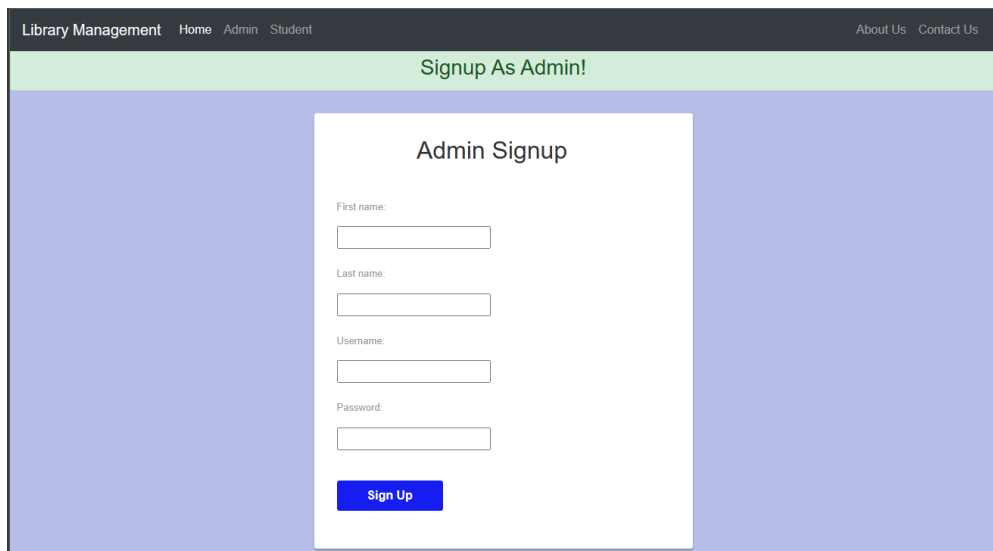 Library Management Home Admin Student About Us Contact Us
Signup As Admin!
Admin Signup
First name:
Last name:
Username:
Password:
Sign Up